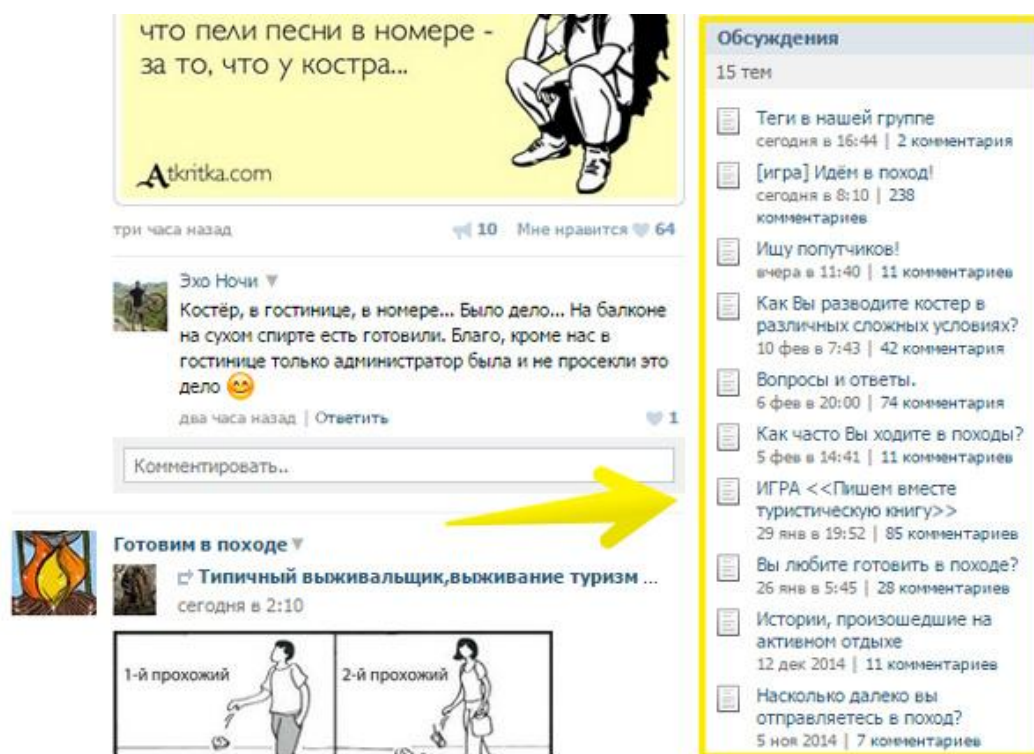 что пели песни в номере -
за то, что у костра...
Atkritka.com
три часа назад
10 Мне нравится 64
Эхо Ночи
Костёр, в гостинице, в номере... Было дело... На балконе
на сухом спирте есть готовили. Благо, кроме нас в
гостинице только администратор была и не просекли это
дело
два часа назад | Ответить
1
Комментировать..
Готовим в походе
Типичный выживальщик,выживание туризм ...
сегодня в 2:10
1-й прохожий
2-й прохожий
Обсуждения
15 тем
Теги в нашей группе
сегодня в 16:44 | 2 комментария
[игра] Идём в поход!
сегодня в 8:10 | 238
комментариев
Ищу попутчиков!
вчера в 11:40 | 11 комментариев
Как Вы разводите костер в
различных сложных условиях?
10 фев в 7:43 | 42 комментария
Вопросы и ответы.
6 фев в 20:00 | 74 комментария
Как часто Вы ходите в походы?
5 фев в 14:41 | 11 комментариев
ИГРА <<Пишем вместе
туристическую книгу>>
29 янв в 19:52 | 85 комментариев
Вы любите готовить в походе?
26 янв в 5:45 | 28 комментариев
Истории, произошедшие на
активном отдыхе
12 дек 2014 | 11 комментариев
Насколько далеко вы
отправляетесь в поход?
5 ноя 2014 | 7 комментариев